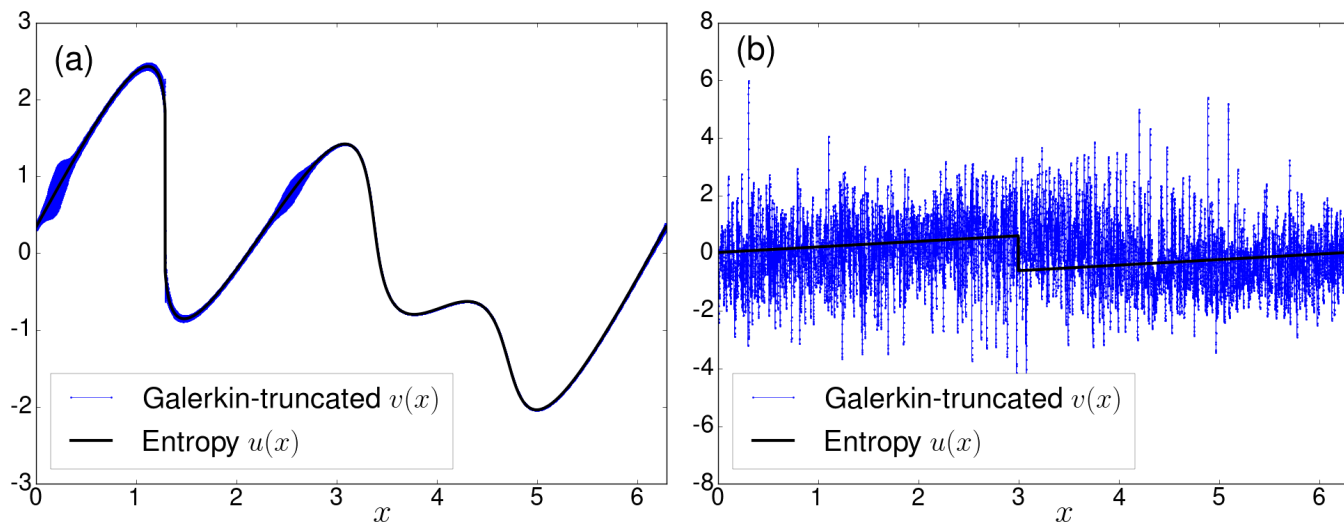 (a)
3
2
1
0
-1
-2
-3
0 1 2 3 4 5 6
x
Galerkin-truncated v(x)
Entropy u(x)
(b)
8
6
4
2
0
-2
-4
-6
-8
0 1 2 3 4 5 6
x
Galerkin-truncated v(x)
Entropy u(x)